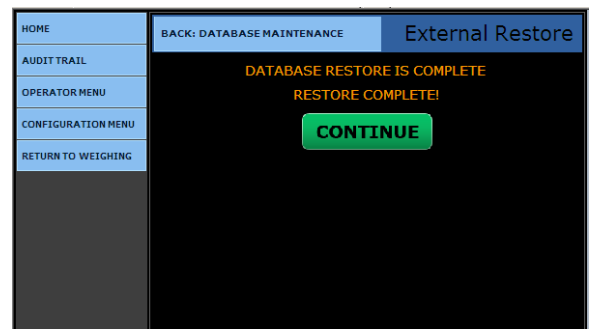 HOME
AUDIT TRAIL
OPERATOR MENU
CONFIGURATION MENU
RETURN TO WEIGHING
BACK: DATABASE MAINTENANCE
External Restore
DATABASE RESTORE IS COMPLETE
RESTORE COMPLETE!
CONTINUE